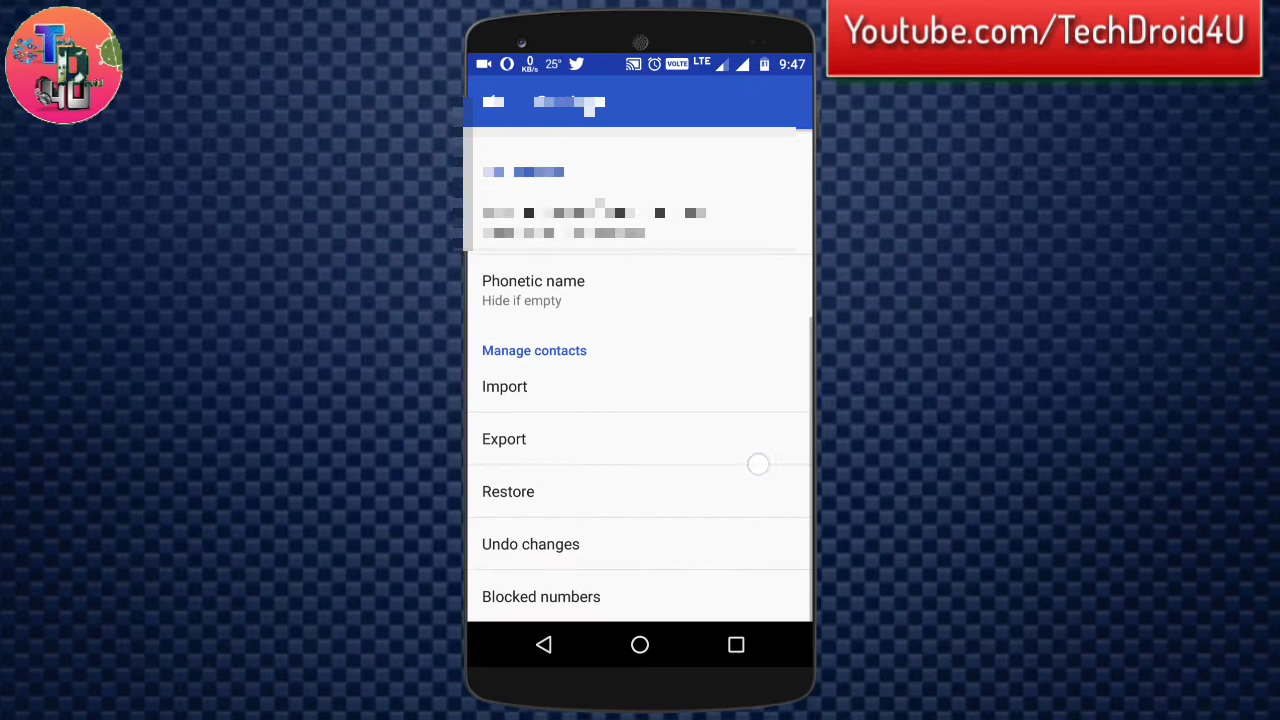 Youtube.com/TechDroid4U
0
KB/s
25°
VOLTE
LTE
9:47
Phonetic name
Hide if empty
Manage contacts
Import
Export
Restore
Undo changes
Blocked numbers